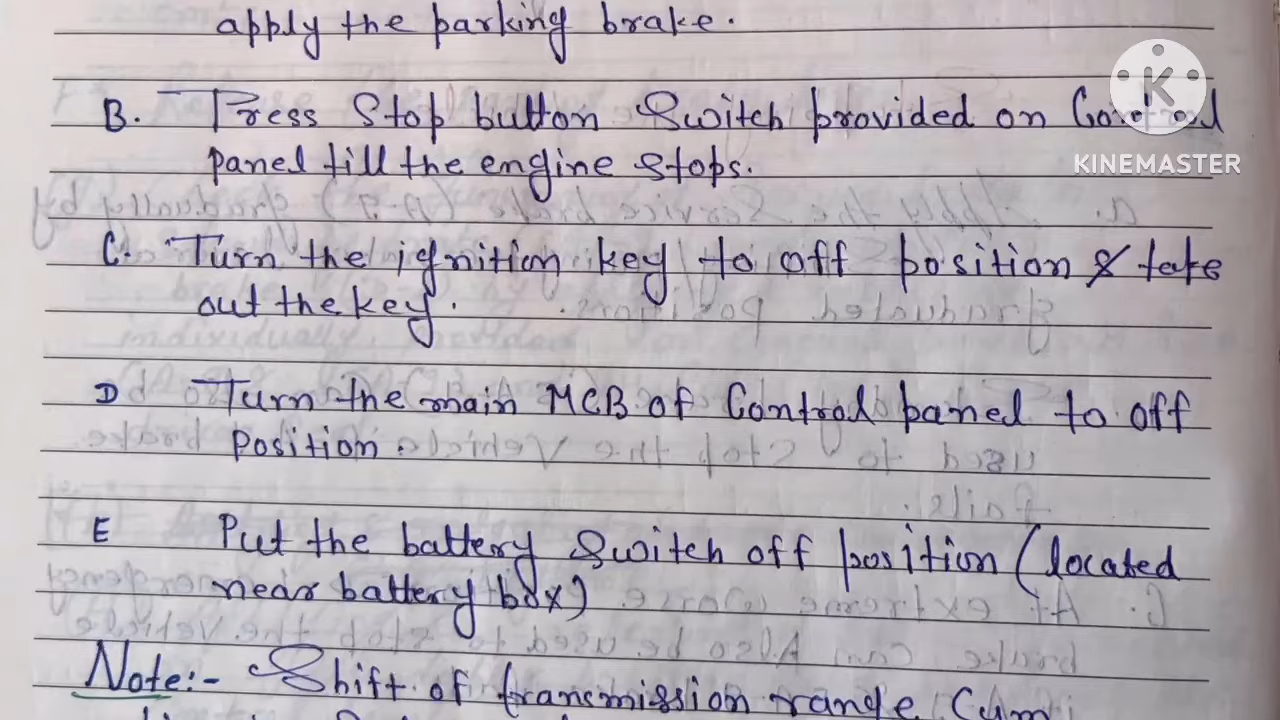 apply the parking brake.
B. Press Stop button Switch provided on Control
panel till the engine stops.
C. Turn the ignition key to off position & take
out the key.
D Turn the main MCB of Control panel to off
position.
E Put the battery Switch off position (located
near battery box)
Note:- Shift of transmission range
KINEMASTER